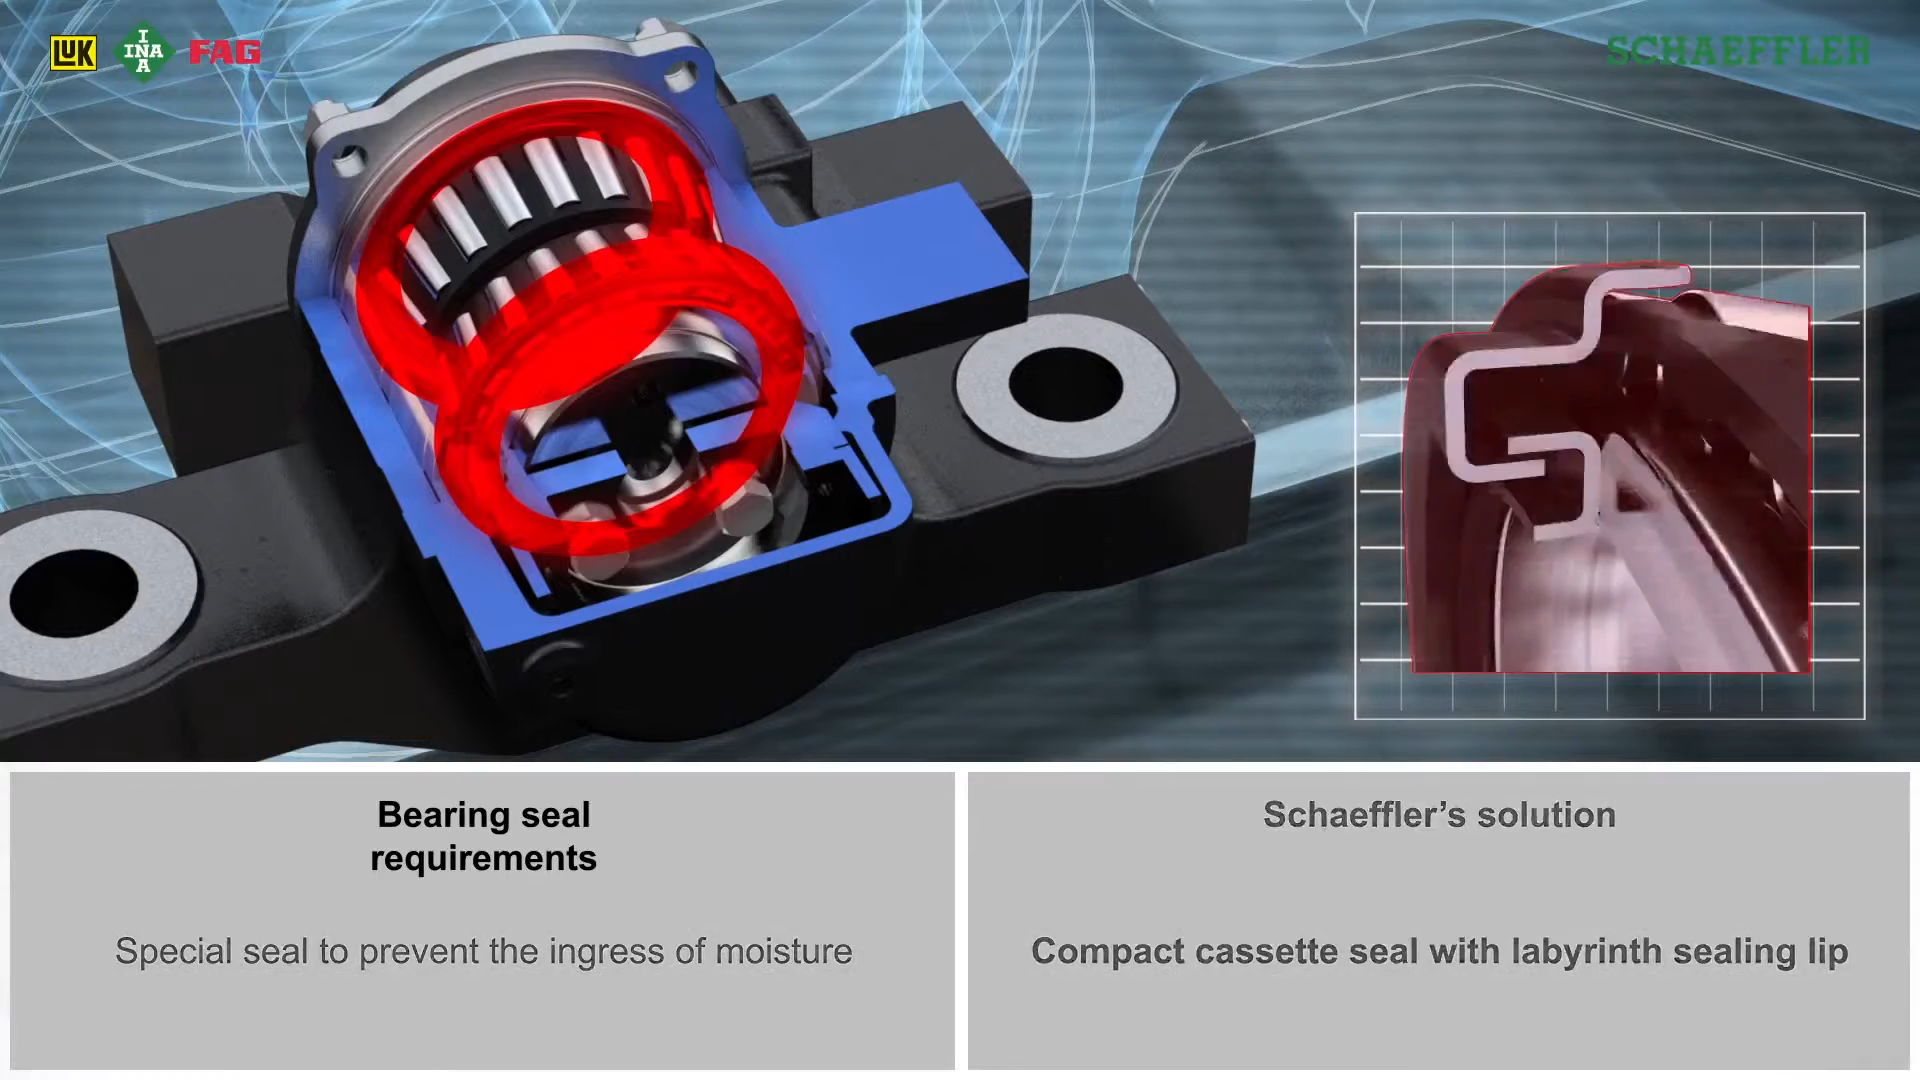 LUK
INA
INA
FAG
SCHAEFFLER
Bearing seal
requirements
Schaeffler’s solution
Special seal to prevent the ingress of moisture
Compact cassette seal with labyrinth sealing lip